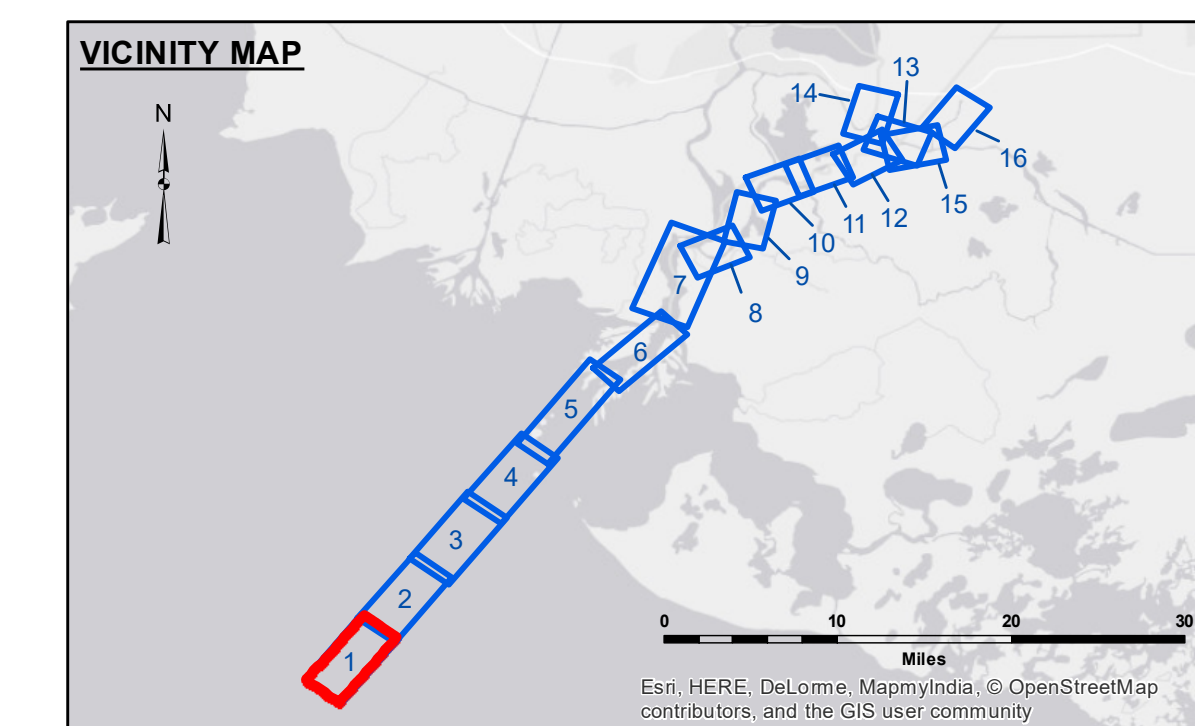 VICINITY MAP
N
13
14
16
15
12
11
10
9
8
7
6
5
4
3
2
1
0 10 20 30
Miles
Esri, HERE, DeLorme, MapmyIndia, © OpenStreetMap
contributors, and the GIS user community